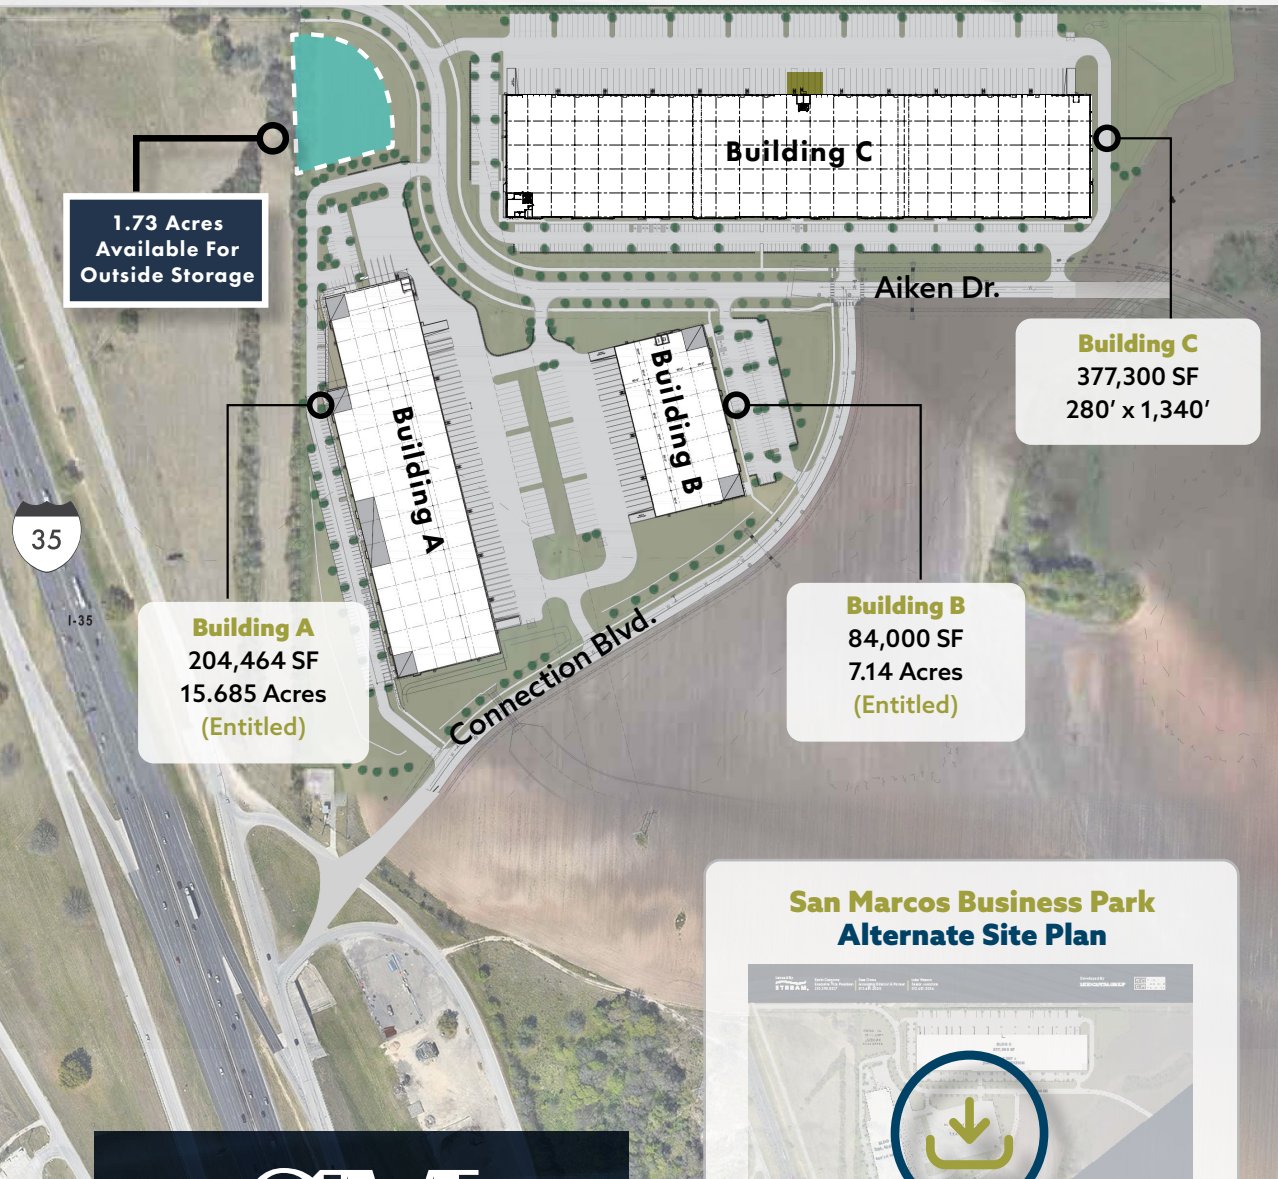 Building C
1.73 Acres
Available For
Outside Storage
Aiken Dr.
Building C
377,300 SF
280’ x 1,340’
Building A
Building B
35
I-35
Building A
204,464 SF
15.685 Acres
(Entitled)
Building B
84,000 SF
7.14 Acres
(Entitled)
Connection Blvd.
San Marcos Business Park
Alternate Site Plan
STREAM